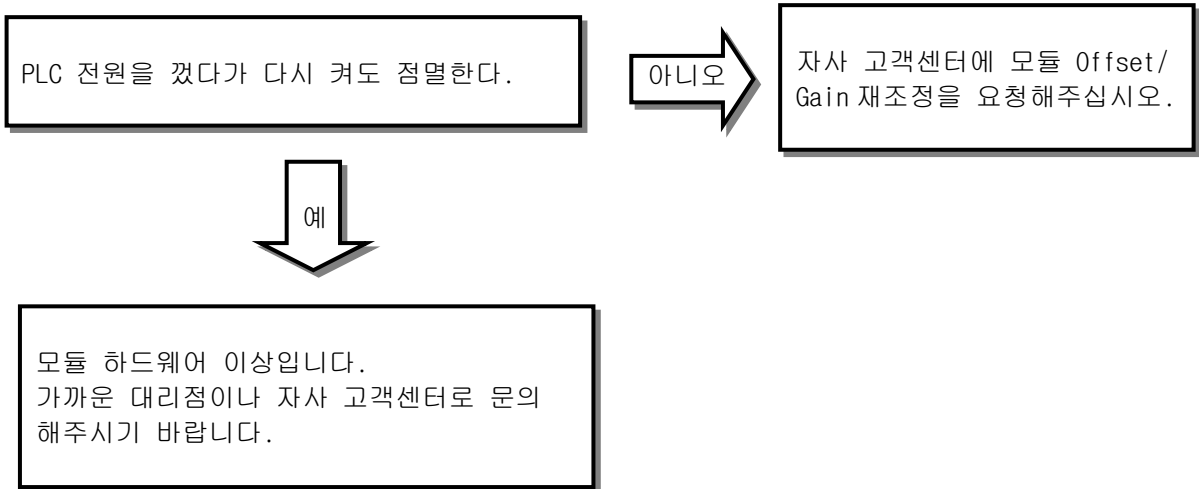 PLC 전원을 껐다가 다시 켜도 점멸한다.
아니오
자사 고객센터에 모듈 Offset/
Gain 재조정을 요청해주십시오.
예
모듈 하드웨어 이상입니다.
가까운 대리점이나 자사 고객센터로 문의
해주시기 바랍니다.